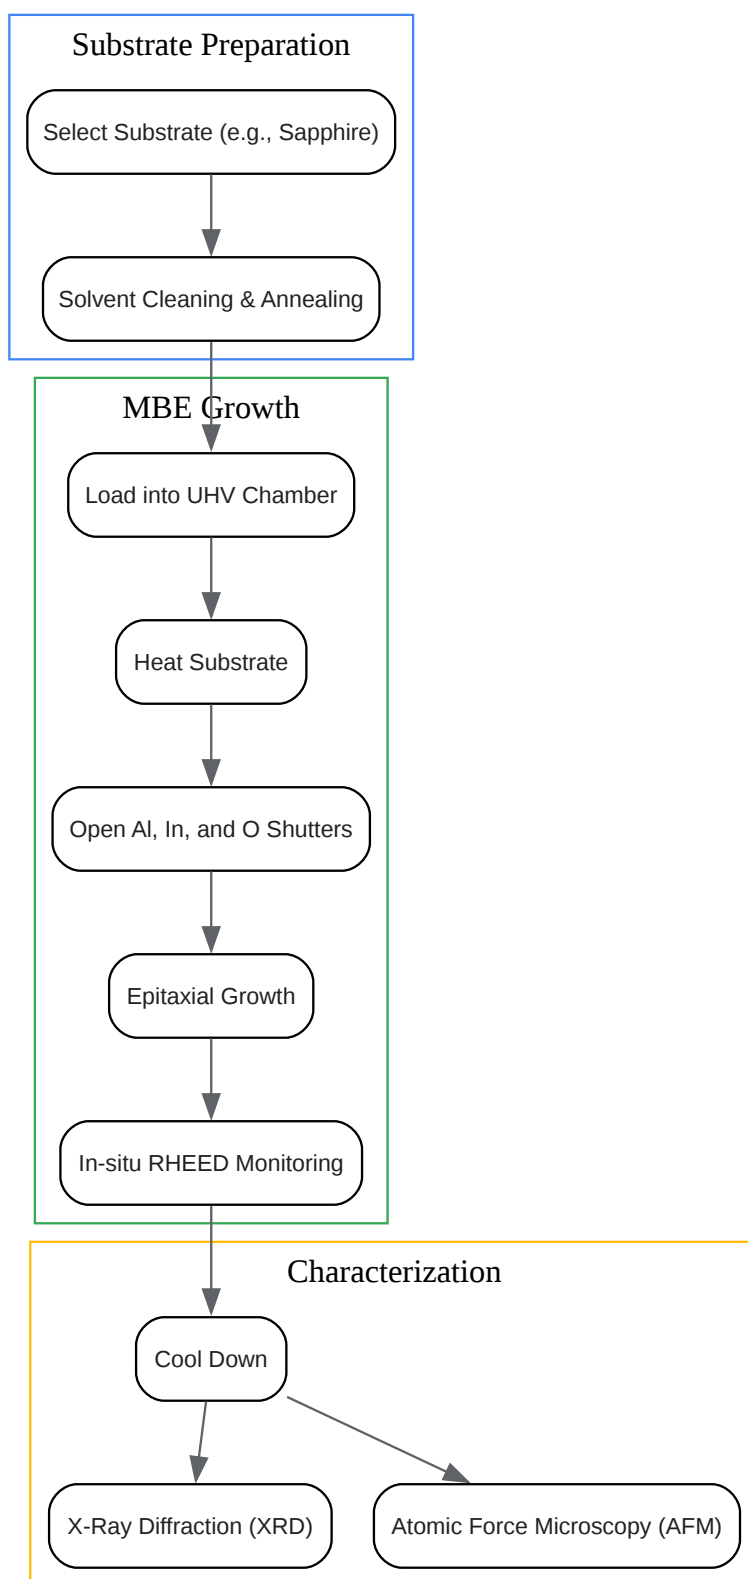 Substrate Preparation
Select Substrate (e.g., Sapphire)
Solvent Cleaning & Annealing
MBE Growth
Load into UHV Chamber
Heat Substrate
Open Al, In, and O Shutters
Epitaxial Growth
In-situ RHEED Monitoring
Characterization
Cool Down
X-Ray Diffraction (XRD)
Atomic Force Microscopy (AFM)